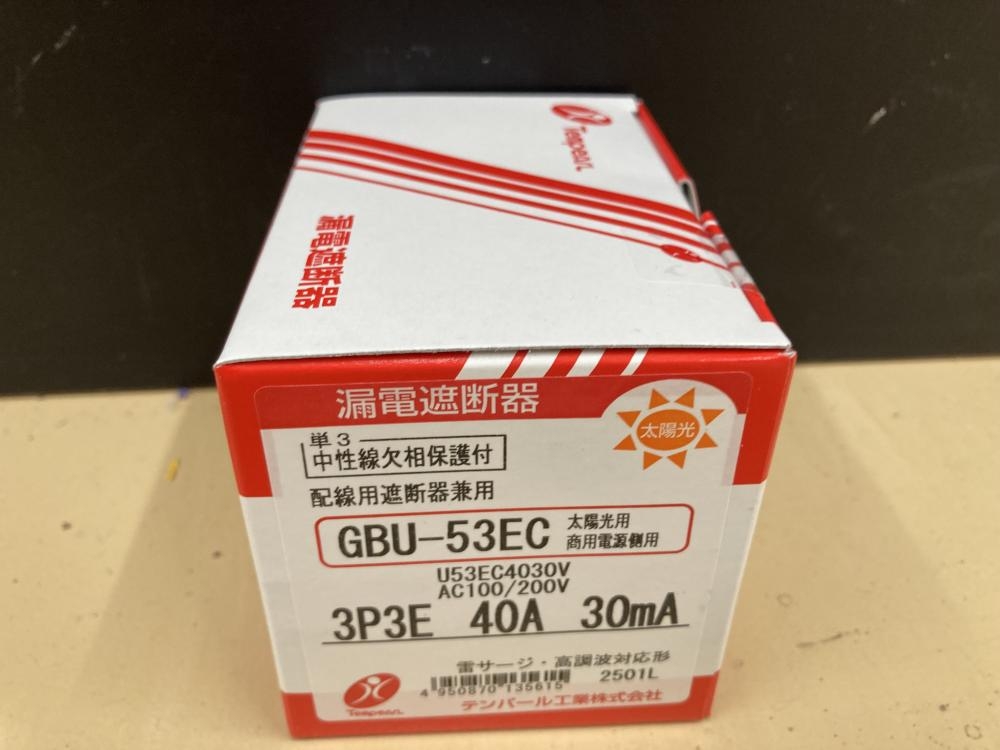 Tempearl
漏電遮断器
漏電遮断器
太陽光
単3
中性線欠相保護付
配線用遮断器兼用
GBU-53EC
太陽光用
商用電源側用
U53EC4030V
AC100/200V
3P3E 40A 30mA
雷サージ・高調波対応形
2501L
4 950870 135615
Tempearl
テンパール工業株式会社